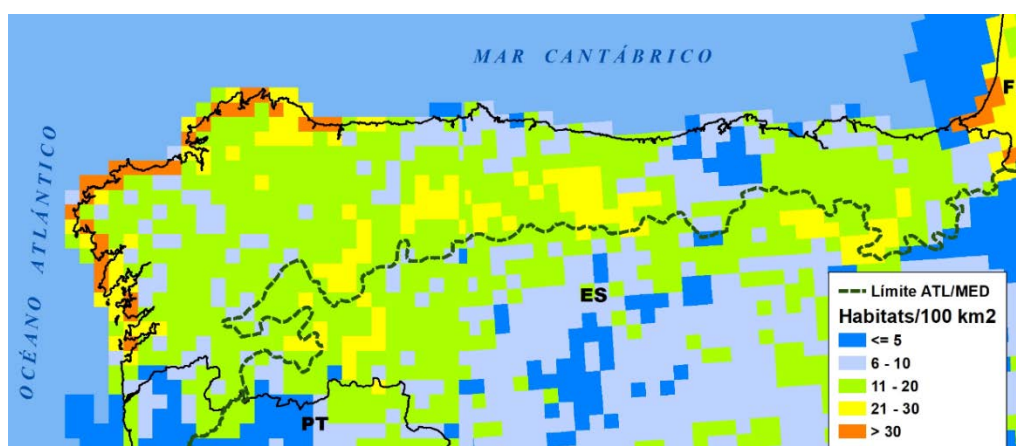 MAR CANTÁBRICO
F
OCÉANO ATLÁNTICO
ES
PT
Límite ATL/MED
Habitats/100 km2
<= 5
6 - 10
11 - 20
21 - 30
> 30